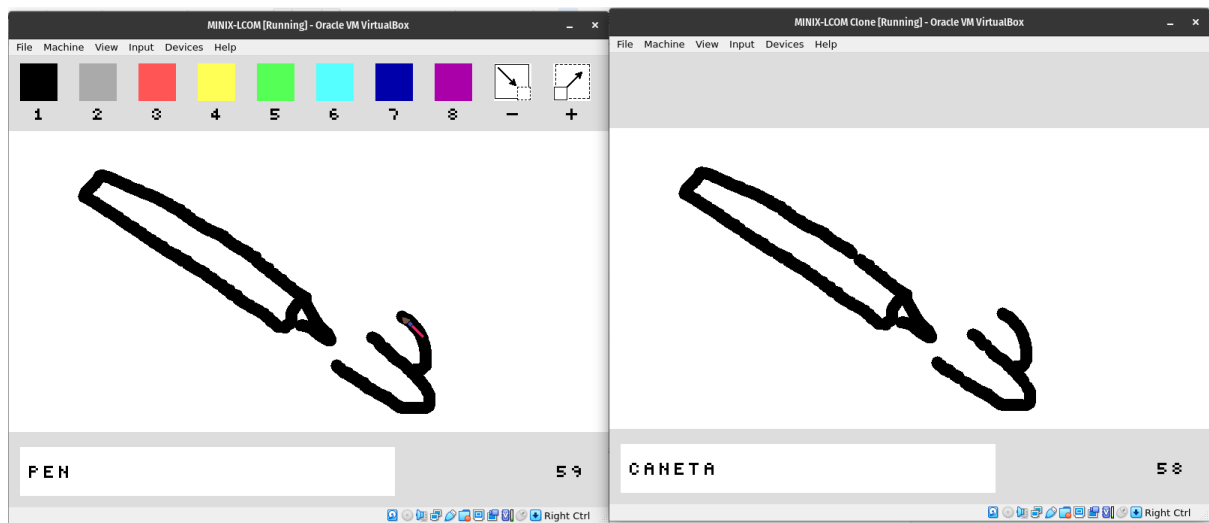 MINIX-LCOM [Running] - Oracle VM VirtualBox
File Machine View Input Devices Help
1 2 3 4 5 6 7 8 − +
PEN 59
Right Ctrl
MINIX-LCOM Clone [Running] - Oracle VM VirtualBox
File Machine View Input Devices Help
CANETA 58
Right Ctrl